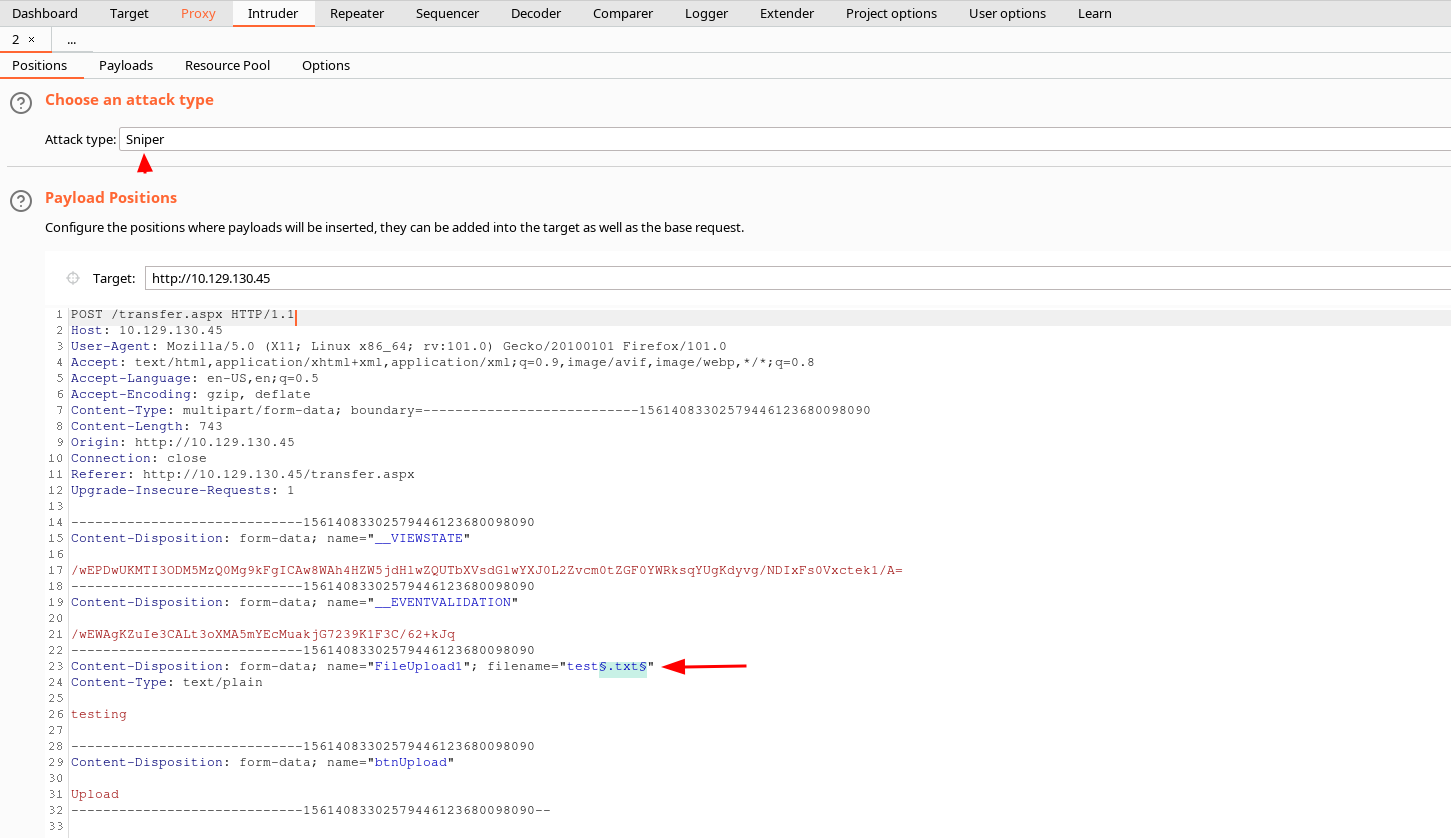 Dashboard Target Proxy Intruder Repeater Sequencer Decoder Comparer Logger Extender Project options User options Learn
2 × ...
Positions Payloads Resource Pool Options
? Choose an attack type
Attack type: Sniper
? Payload Positions
Configure the positions where payloads will be inserted, they can be added into the target as well as the base request.
Target: http://10.129.130.45
1 POST /transfer.aspx HTTP/1.1
2 Host: 10.129.130.45
3 User-Agent: Mozilla/5.0 (X11; Linux x86_64; rv:101.0) Gecko/20100101 Firefox/101.0
4 Accept: text/html,application/xhtml+xml,application/xml;q=0.9,image/avif,image/webp,*/*;q=0.8
5 Accept-Language: en-US,en;q=0.5
6 Accept-Encoding: gzip, deflate
7 Content-Type: multipart/form-data; boundary=---------------------------15614083302579446123680098090
8 Content-Length: 743
9 Origin: http://10.129.130.45
10 Connection: close
11 Referer: http://10.129.130.45/transfer.aspx
12 Upgrade-Insecure-Requests: 1
13
14 -----------------------------15614083302579446123680098090
15 Content-Disposition: form-data; name="__VIEWSTATE"
16
17 /wEPDwUKMTI3ODM5MzQ0Mg9kFgICAw8WAh4HZW5jdHlwZQUTbXVsdGlwYXJ0L2Zvcm0tZGF0YWRksqYUgKdyvg/NDIxFs0Vxctek1/A=
18 -----------------------------15614083302579446123680098090
19 Content-Disposition: form-data; name="__EVENTVALIDATION"
20
21 /wEWAgKZuIe3CALt3oXMA5mYEcMuakjG7239K1F3C/62+kJq
22 -----------------------------15614083302579446123680098090
23 Content-Disposition: form-data; name="FileUpload1"; filename="test§.txt§"
24 Content-Type: text/plain
25
26 testing
27
28 -----------------------------15614083302579446123680098090
29 Content-Disposition: form-data; name="btnUpload"
30
31 Upload
32 -----------------------------15614083302579446123680098090--
33